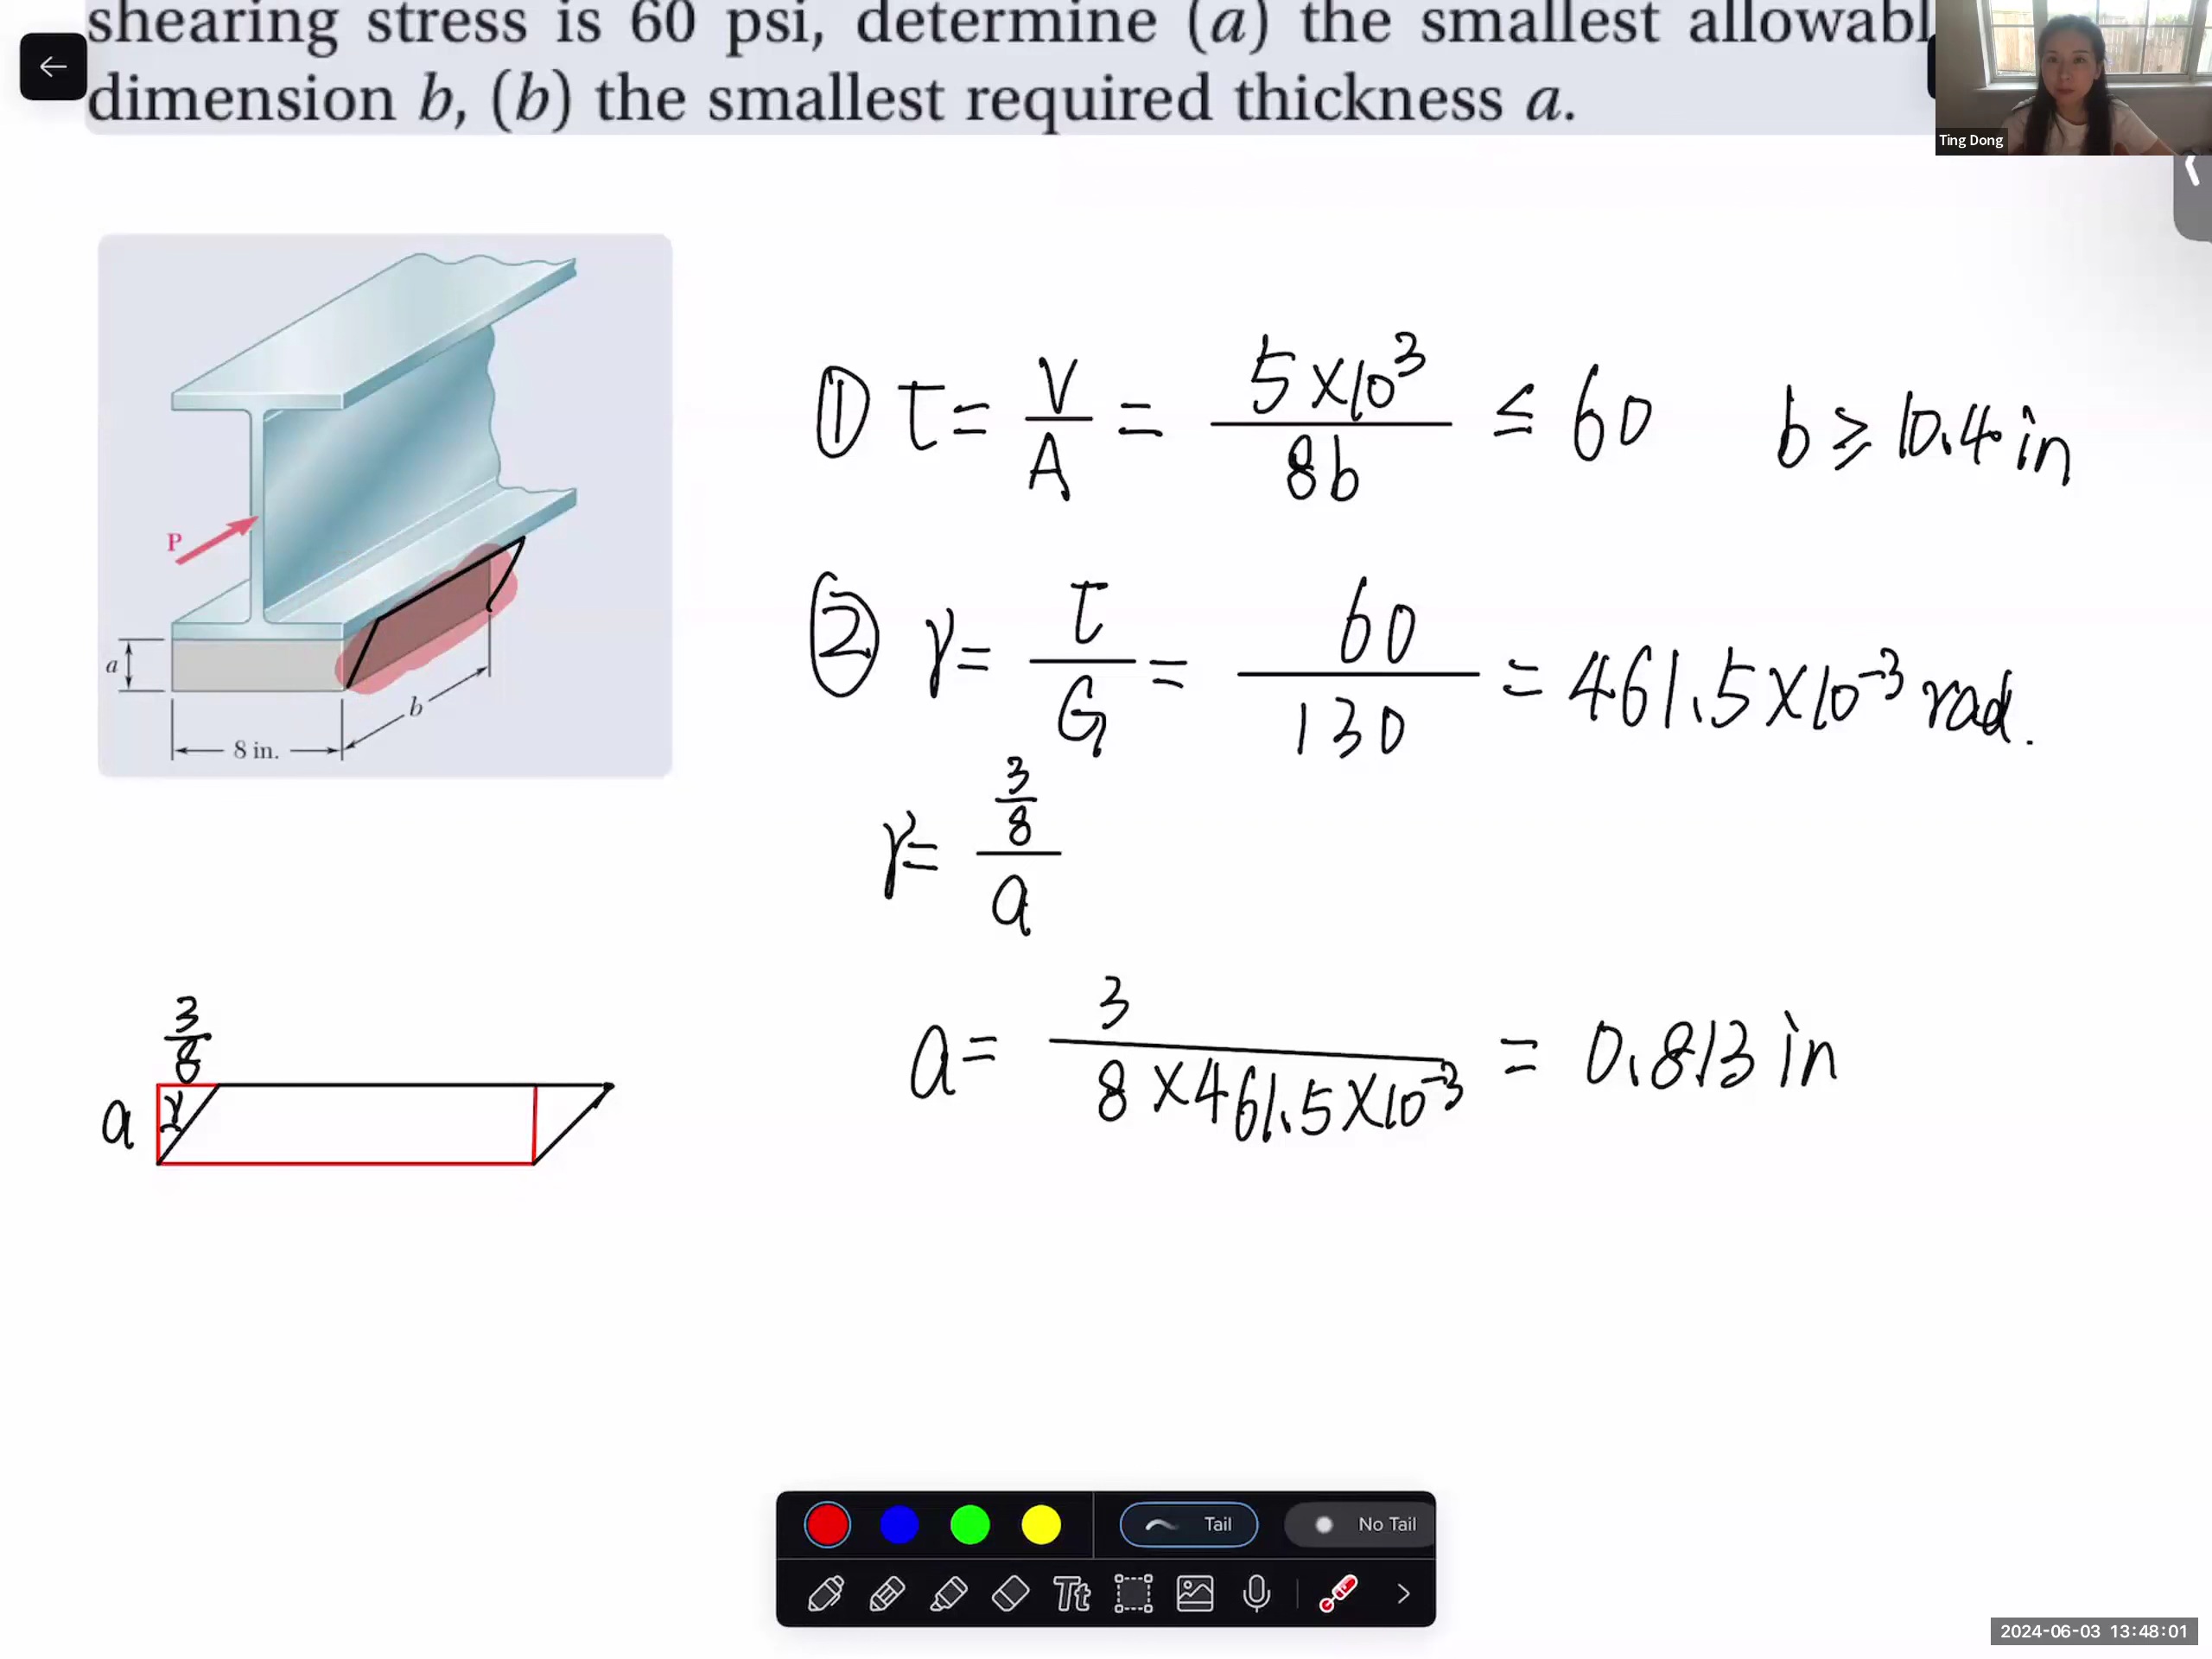 shearing stress is 60 psi, determine (a) the smallest allowabl
dimension b, (b) the smallest required thickness a.
Ting Dong
P
a
b
8 in.
① τ = V/A = 5×10³/8b ≤ 60 b ≥ 10.4 in
② γ = τ/G = 60/130 = 461.5×10⁻³ rad.
γ = (3/8)/a
3/8
a γ
a = 3/(8×461.5×10⁻³) = 0.813 in
Tail No Tail
Tt
2024-06-03 13:48:01